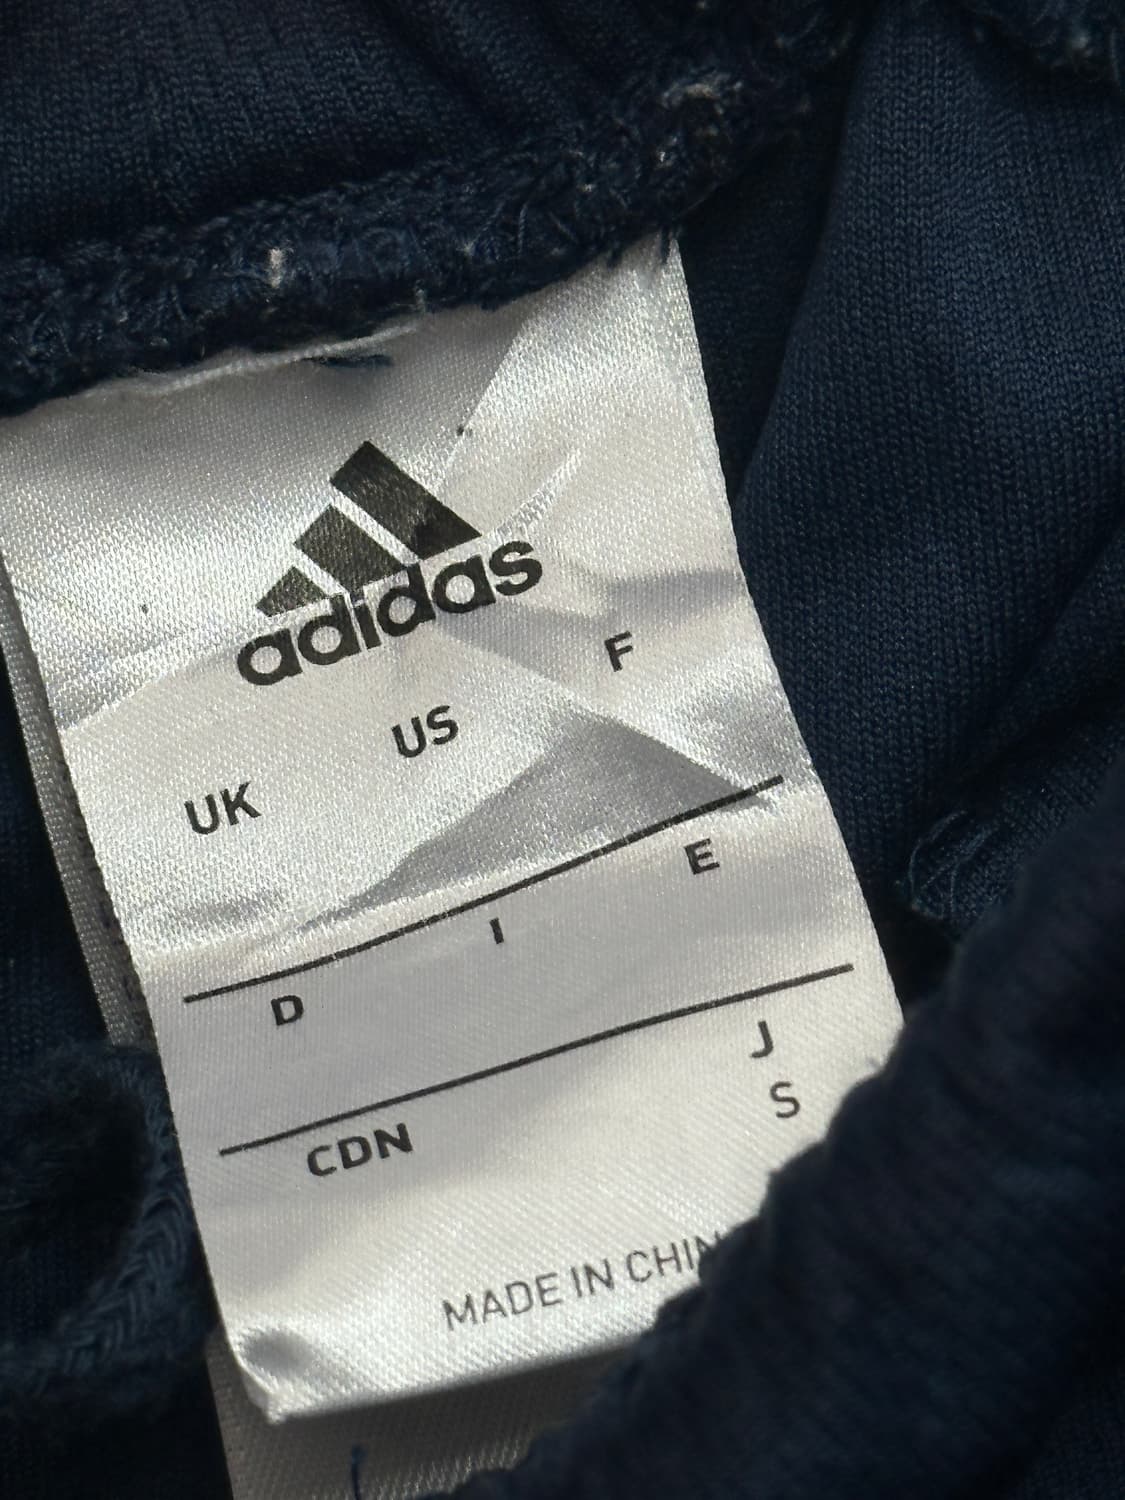 adidas
UK US F
D I E
CDN J
S
MADE IN CHIN